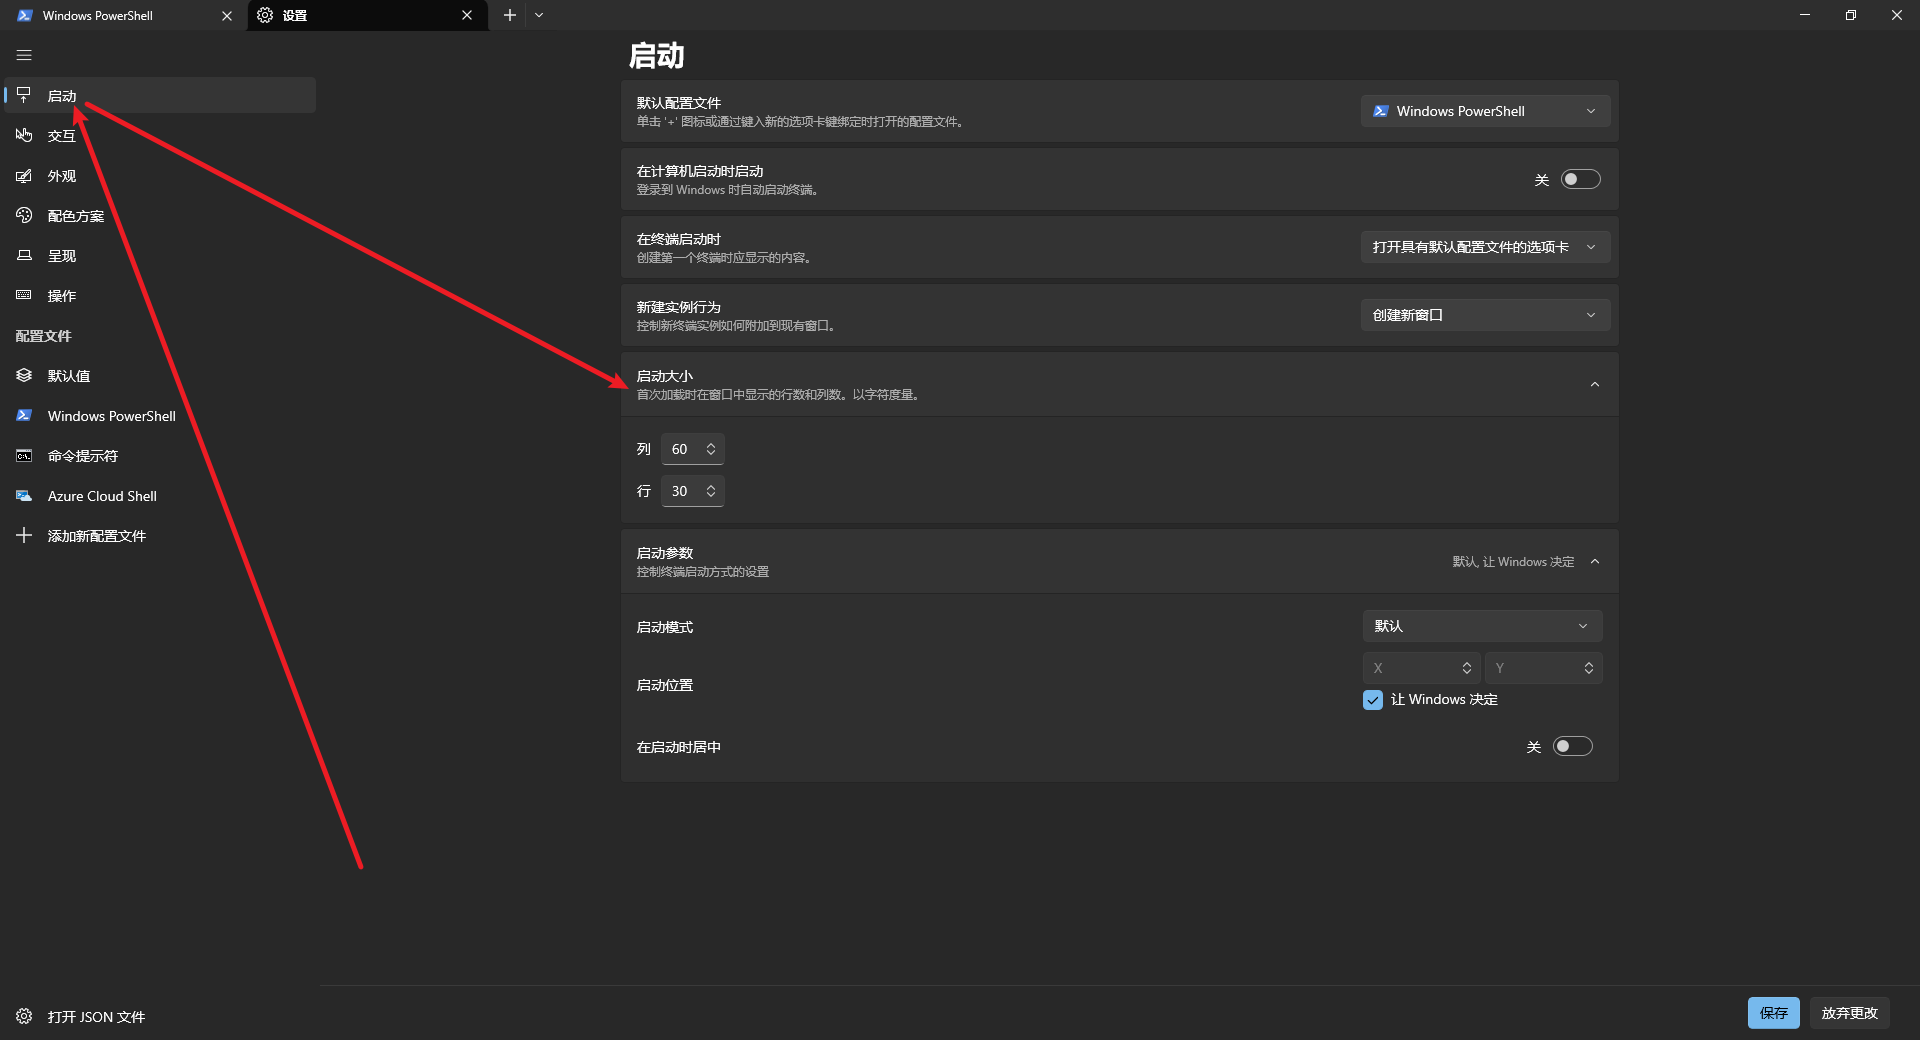 Windows PowerShell
设置
启动
交互
外观
配色方案
呈现
操作
配置文件
默认值
Windows PowerShell
命令提示符
Azure Cloud Shell
添加新配置文件
打开 JSON 文件
启动
默认配置文件
单击 '+' 图标或通过键入新的选项卡键绑定时打开的配置文件。
Windows PowerShell
在计算机启动时启动
登录到 Windows 时自动启动终端。
关
在终端启动时
创建第一个终端时应显示的内容。
打开具有默认配置文件的选项卡
新建实例行为
控制新终端实例如何附加到现有窗口。
创建新窗口
启动大小
首次加载时在窗口中显示的行数和列数。以字符度量。
列 60
行 30
启动参数
控制终端启动方式的设置
默认, 让 Windows 决定
启动模式
默认
启动位置
X
Y
让 Windows 决定
在启动时居中
关
保存
放弃更改